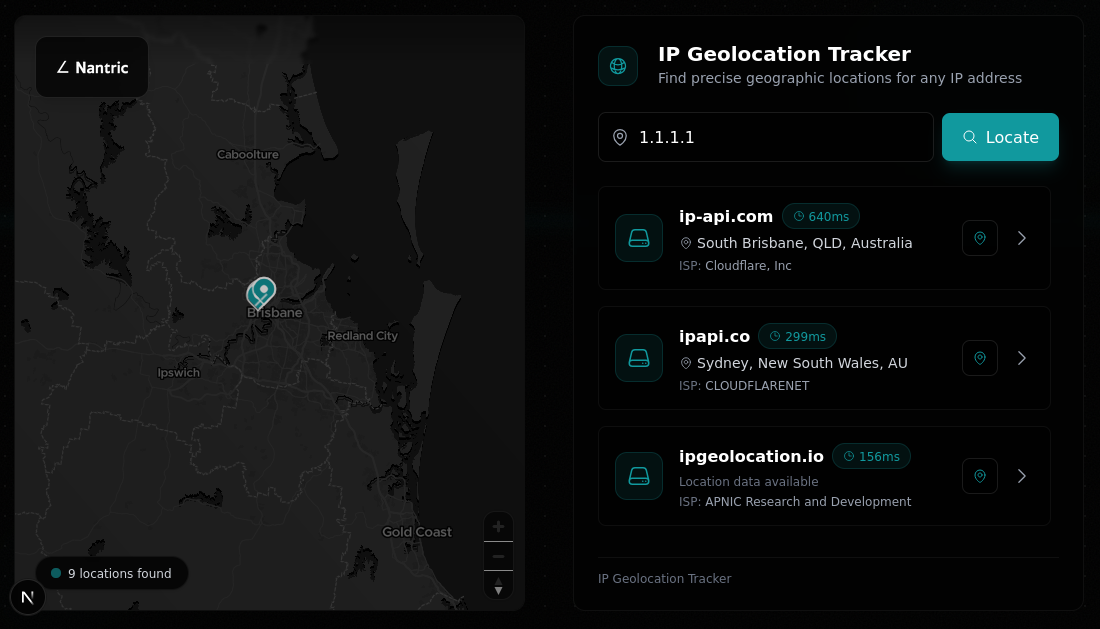 Nantric
Caboolture
Brisbane
Redland City
Ipswich
Gold Coast
9 locations found
N
IP Geolocation Tracker
Find precise geographic locations for any IP address
1.1.1.1
Locate
ip-api.com 640ms
South Brisbane, QLD, Australia
ISP: Cloudflare, Inc
ipapi.co 299ms
Sydney, New South Wales, AU
ISP: CLOUDFLARENET
ipgeolocation.io 156ms
Location data available
ISP: APNIC Research and Development
IP Geolocation Tracker